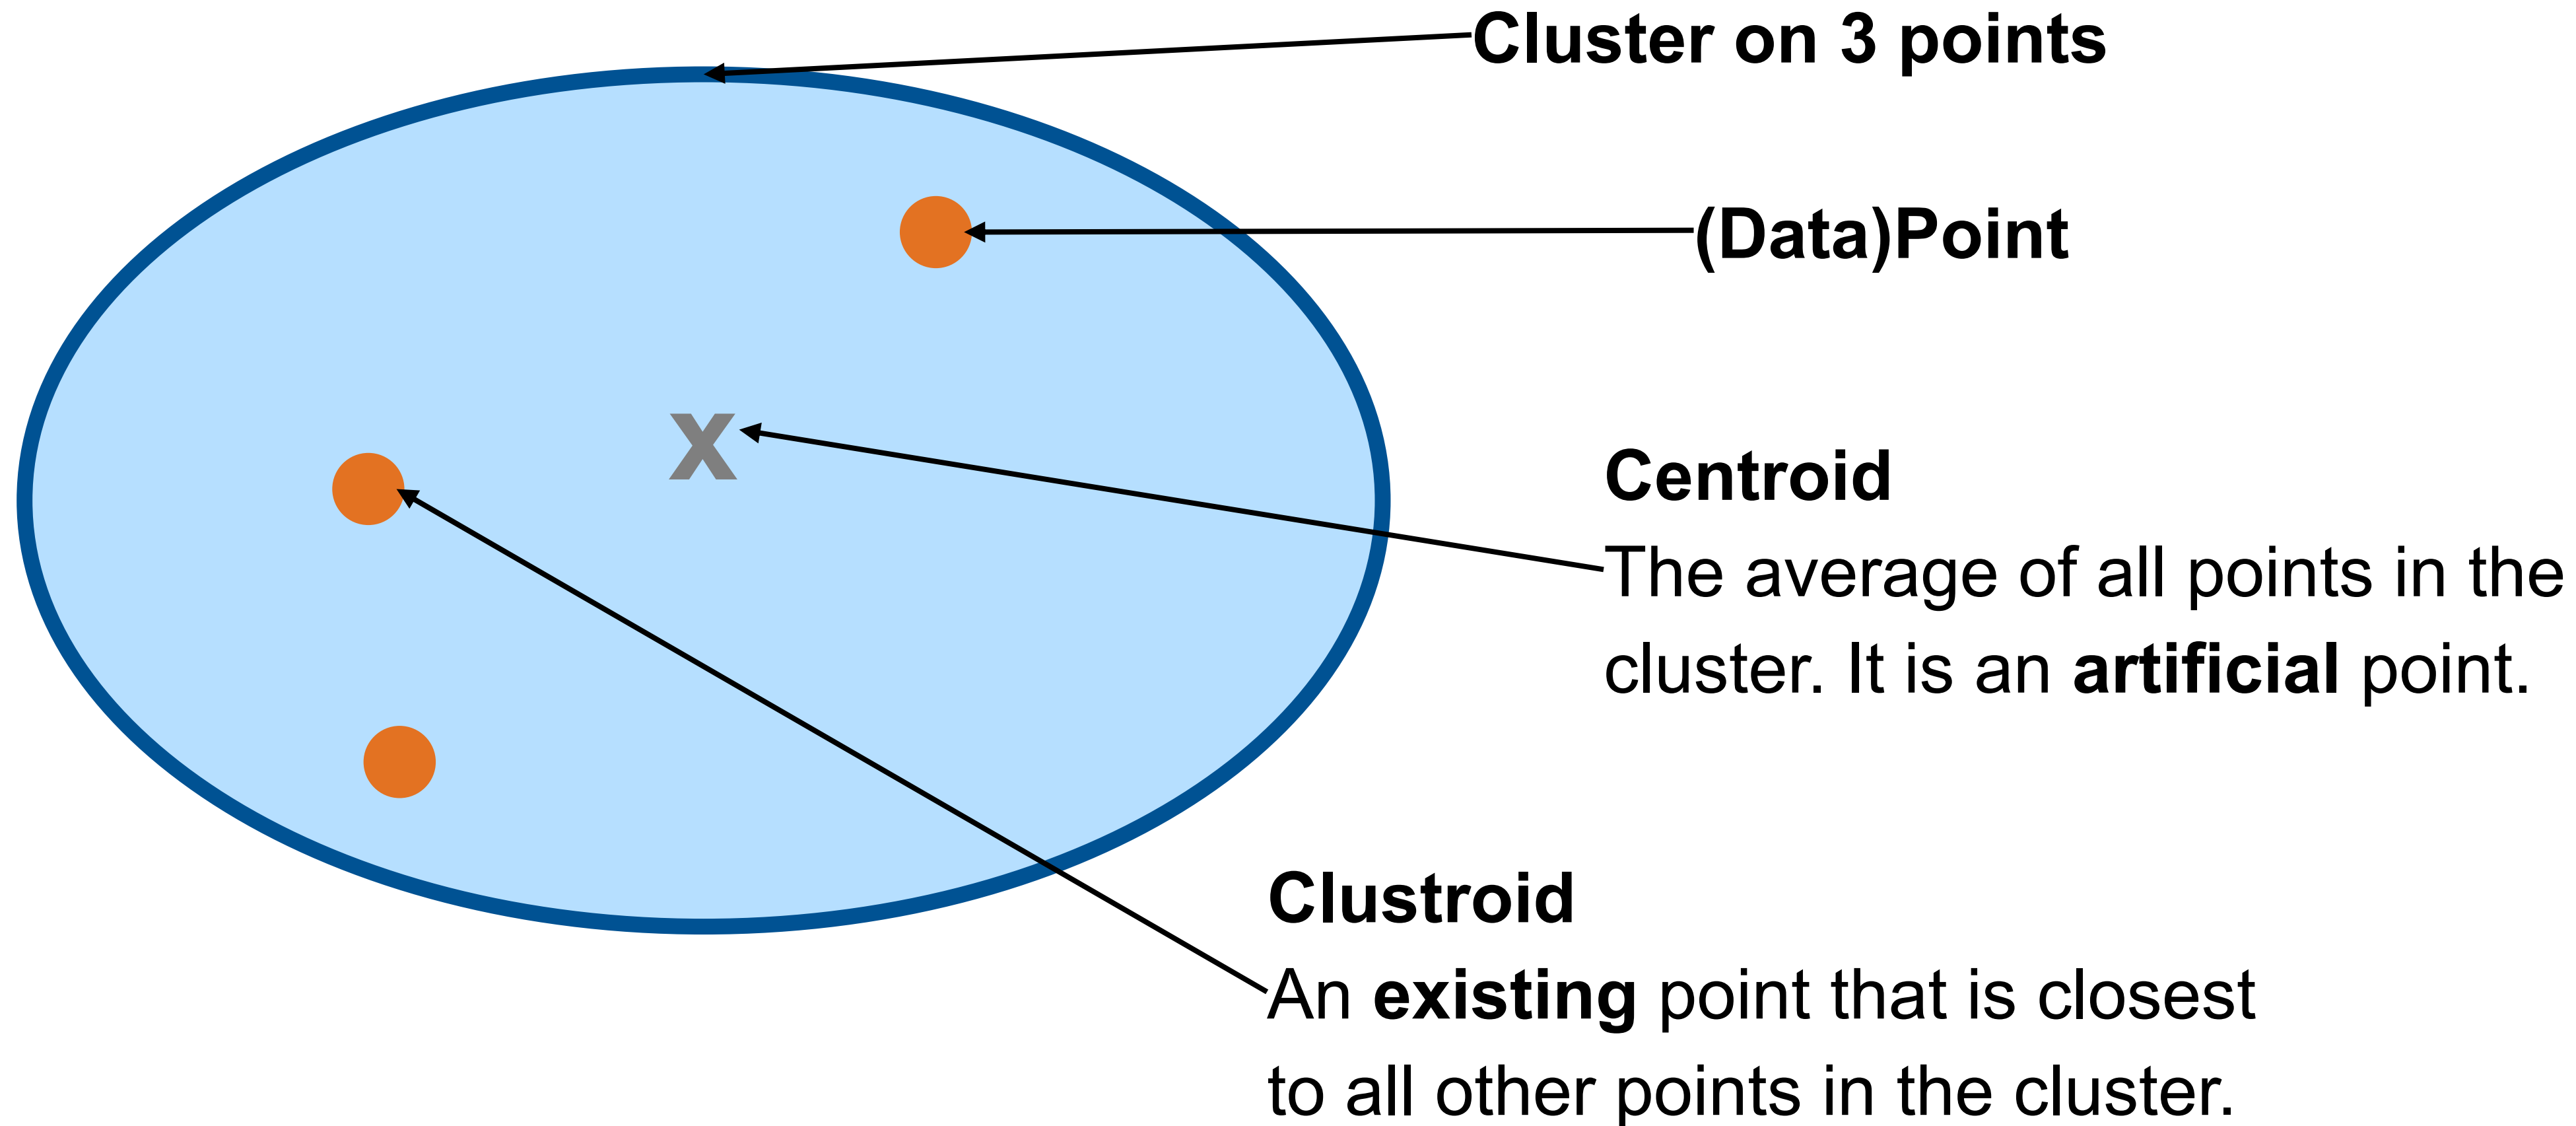 Cluster on 3 points
(Data)Point
x
Centroid
The average of all points in the
cluster. It is an artificial point.
Clustroid
An existing point that is closest
to all other points in the cluster.